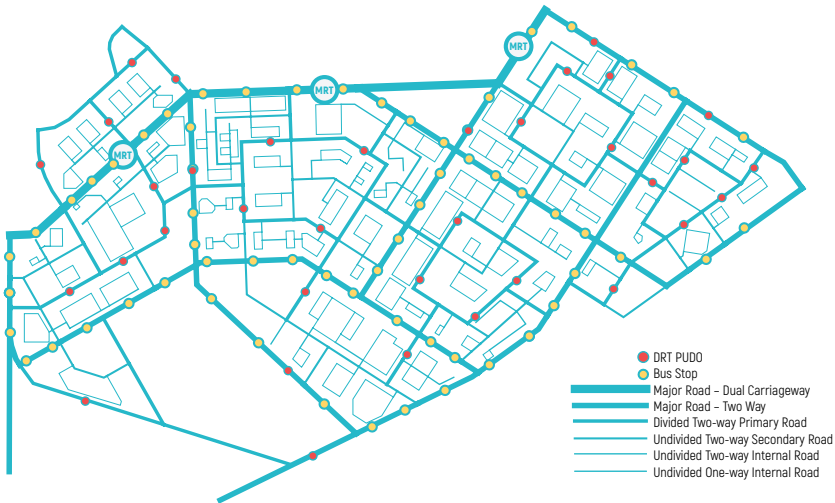 MRT
MRT
MRT
DRT PUDO
Bus Stop
Major Road – Dual Carriageway
Major Road – Two Way
Divided Two-way Primary Road
Undivided Two-way Secondary Road
Undivided Two-way Internal Road
Undivided One-way Internal Road